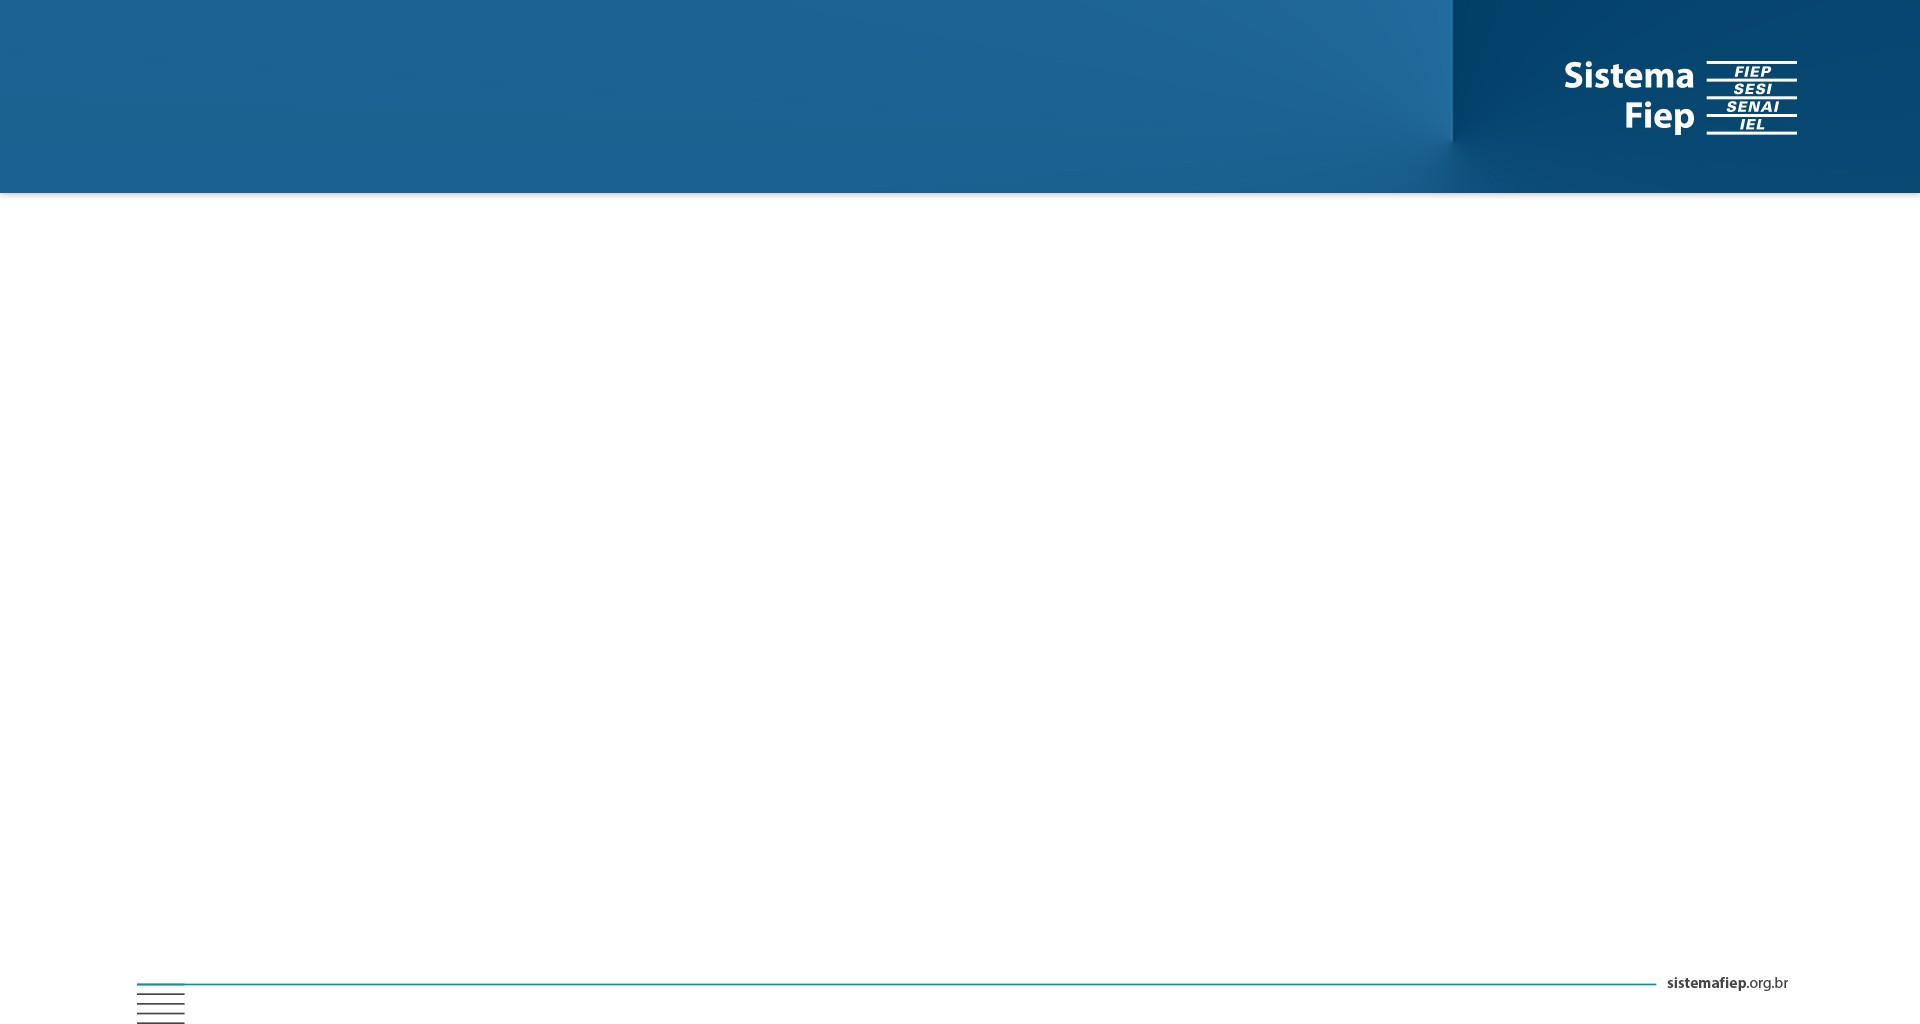 Sistema
Fiep
FIEP
SESI
SENAI
IEL
sistemafiep.org.br